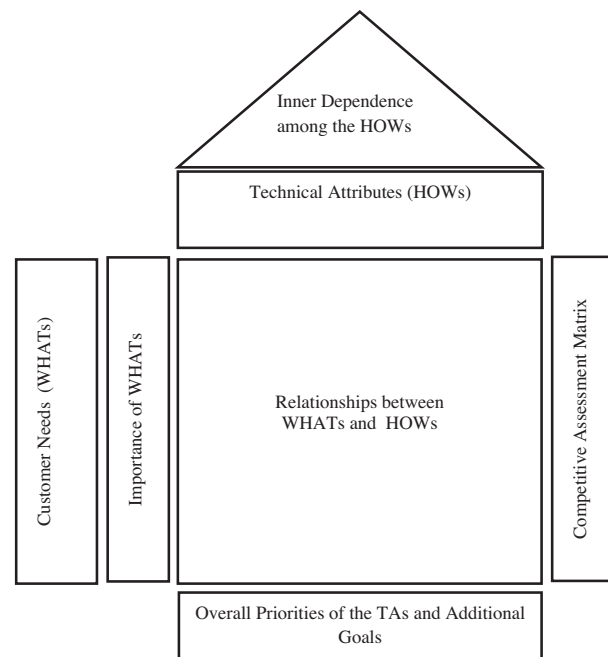 Inner Dependence
among the HOWs
Technical Attributes (HOWs)
Customer Needs (WHATs)
Importance of WHATs
Relationships between
WHATs and HOWs
Competitive Assessment Matrix
Overall Priorities of the TAs and Additional
Goals